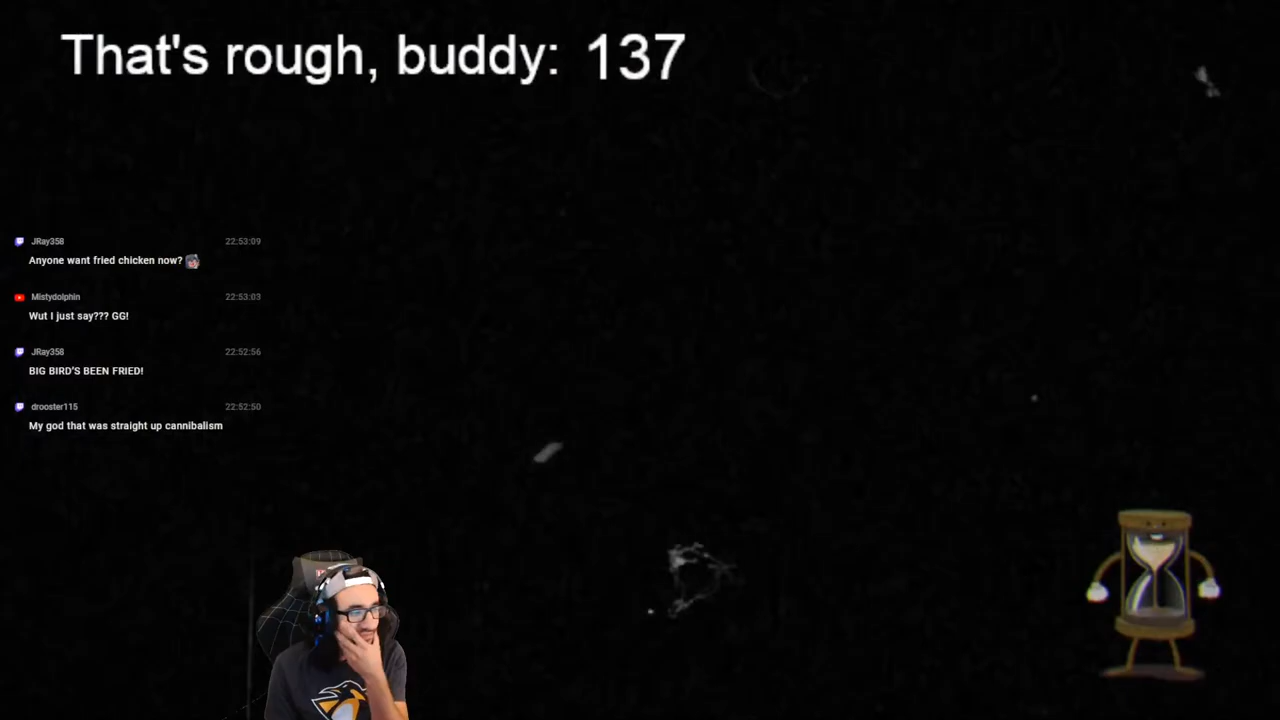 That's rough, buddy: 137
JRay358 22:53:09
Anyone want fried chicken now?
Mistydolphin 22:53:03
Wut I just say??? GG!
JRay358 22:52:56
BIG BIRD'S BEEN FRIED!
drooster115 22:52:50
My god that was straight up cannibalism